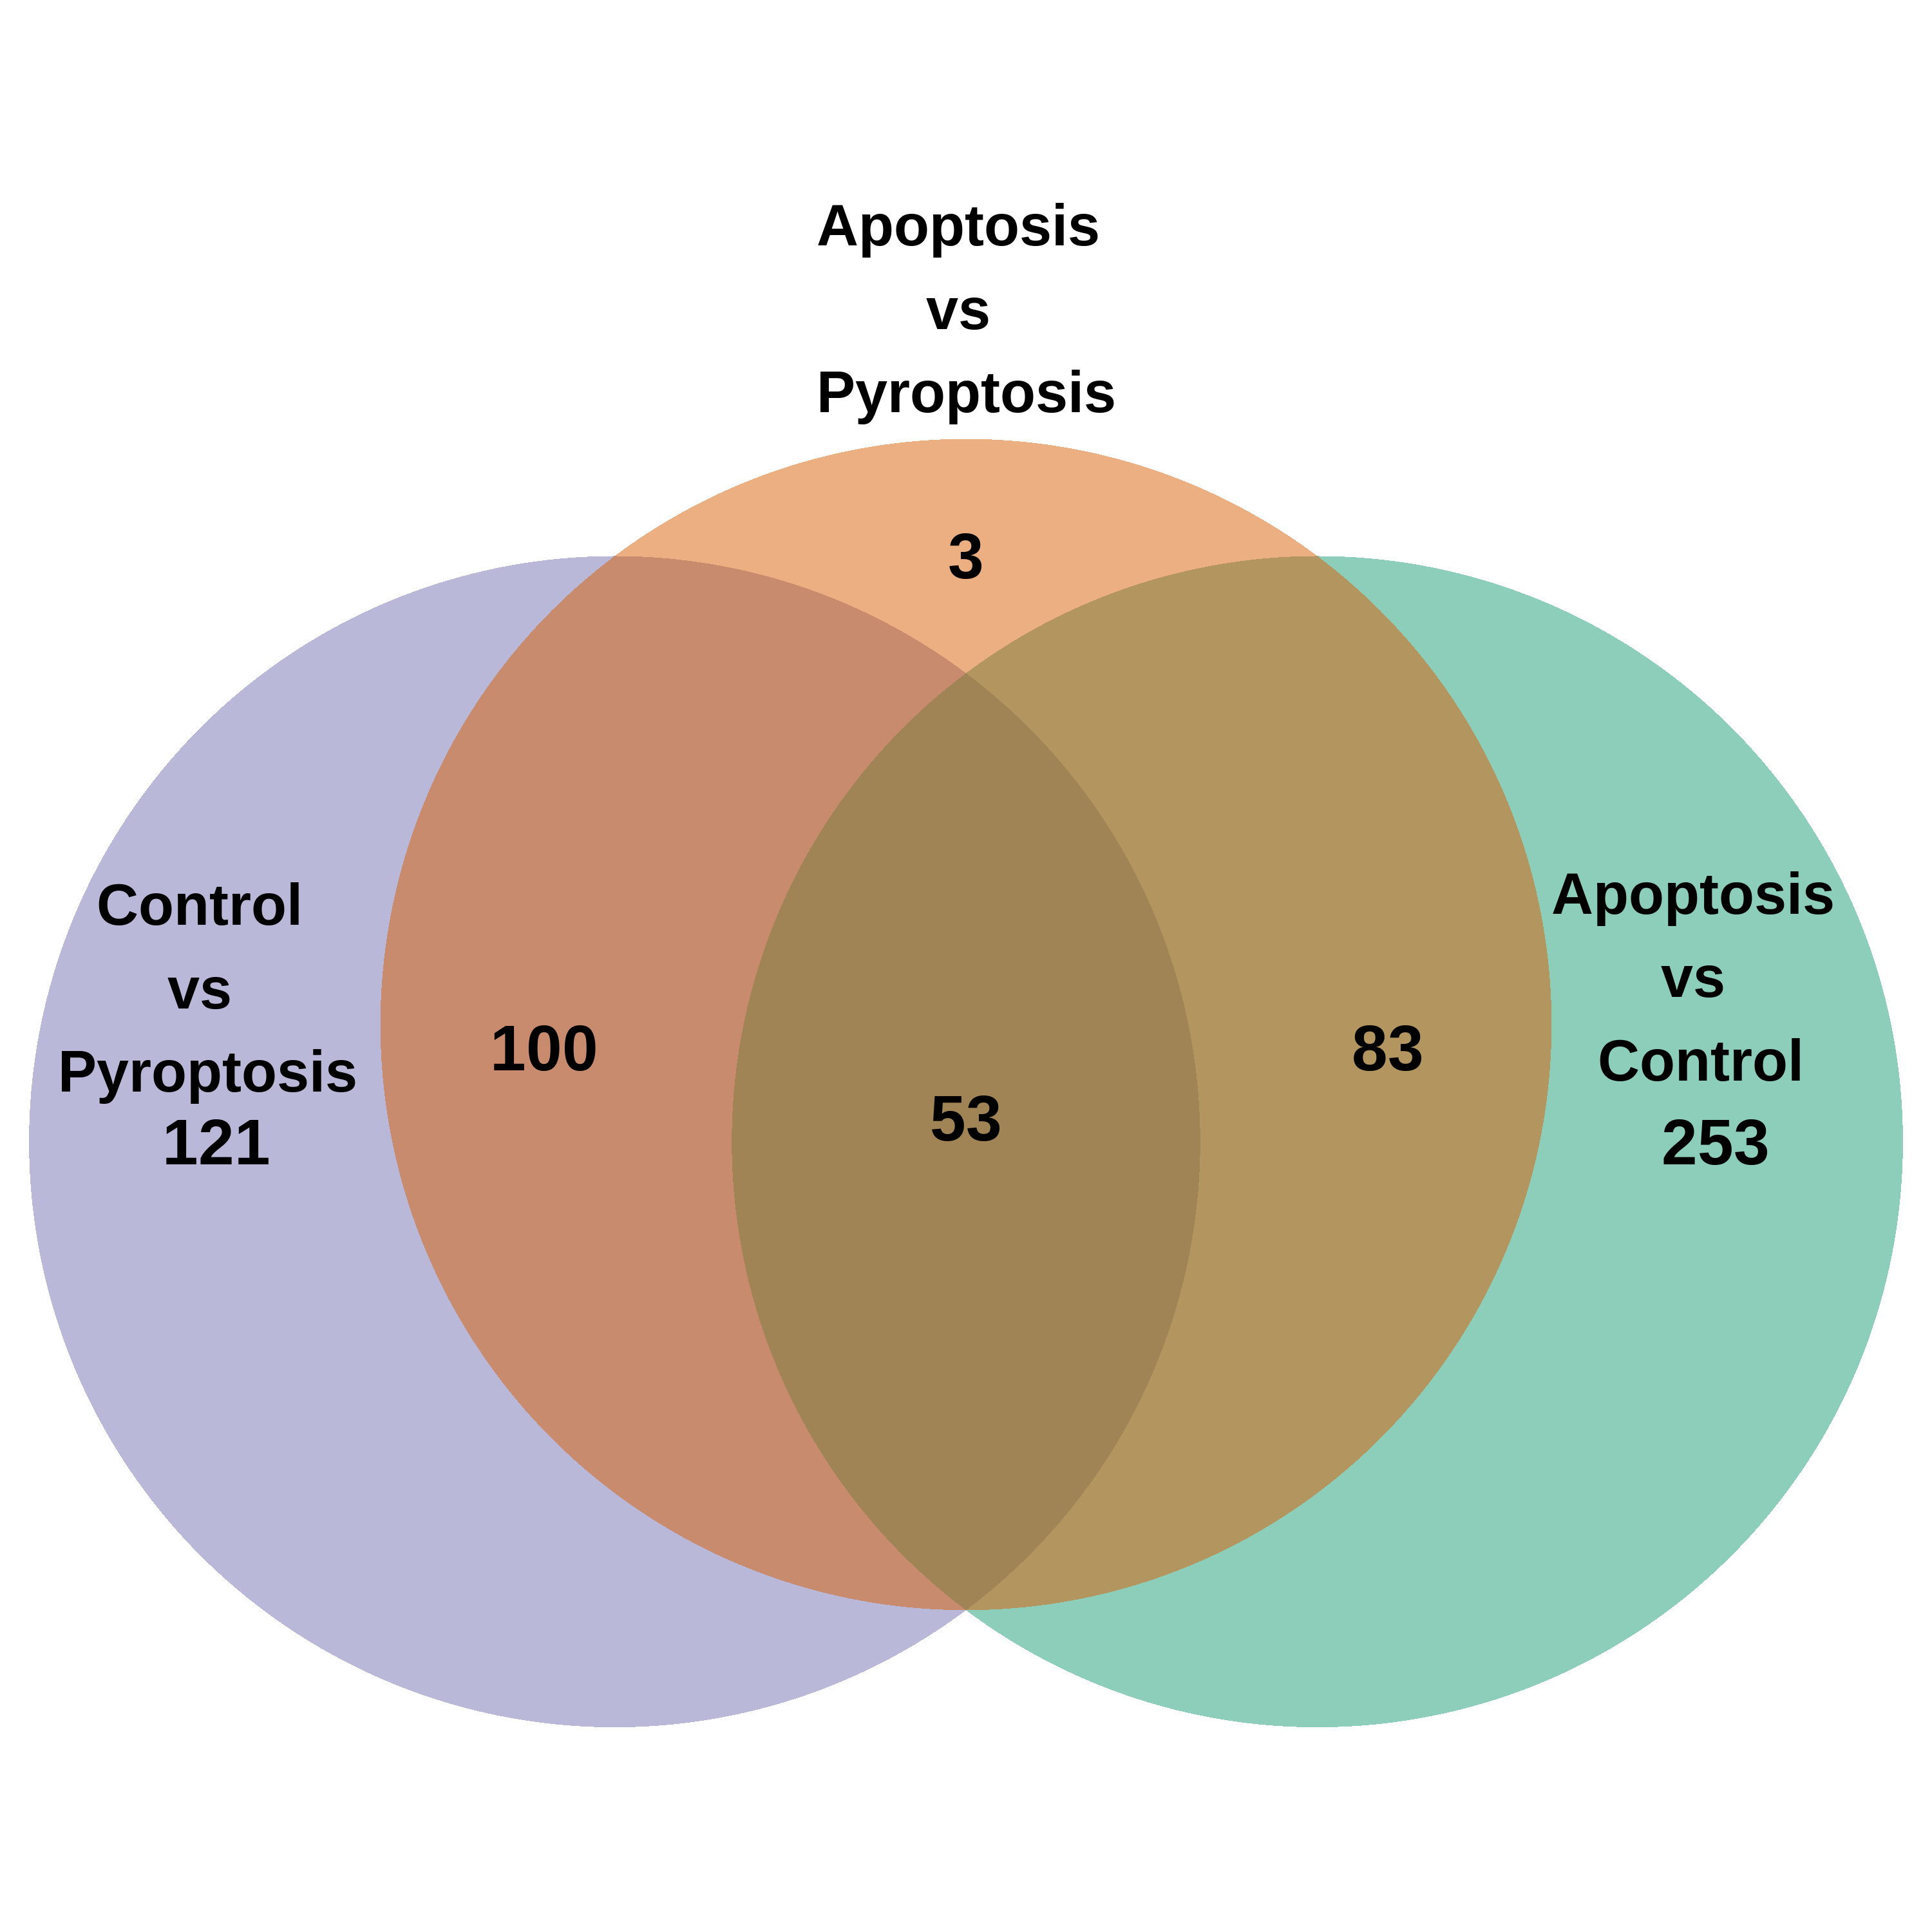 Apoptosis
vs
Pyroptosis
3
Control
vs
Pyroptosis
121
100
53
83
Apoptosis
vs
Control
253